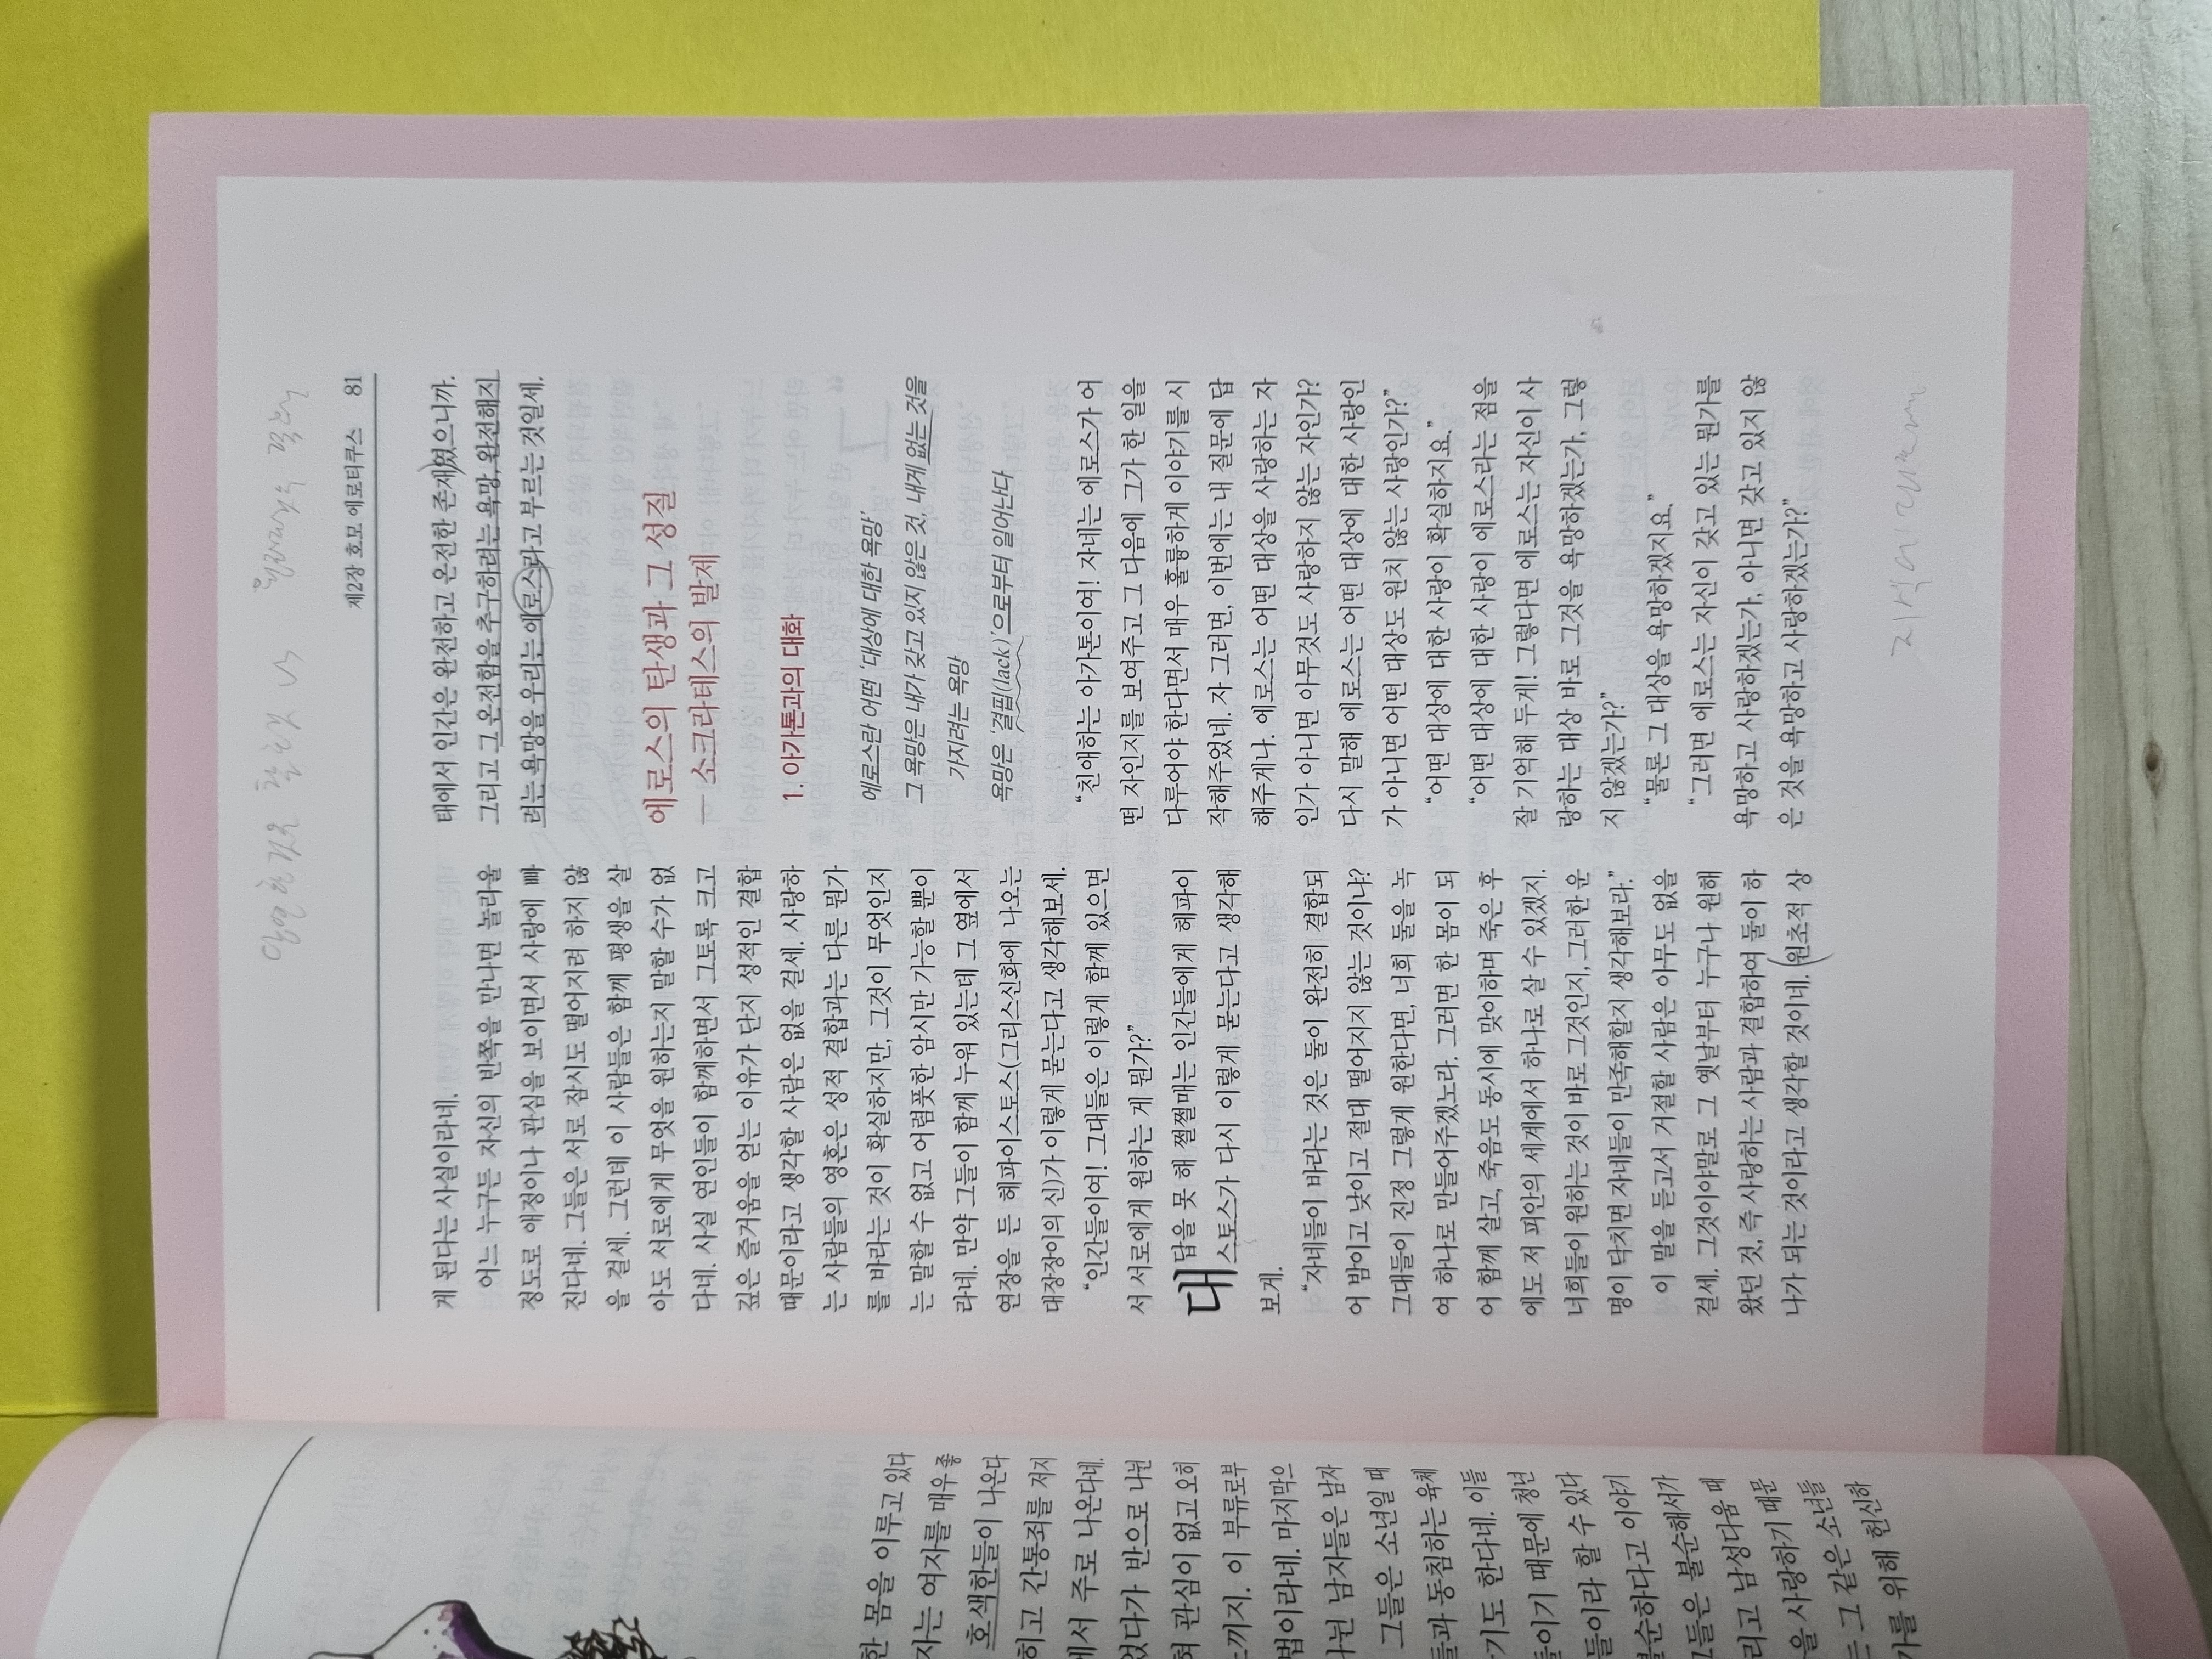 당연한것은
제2장 호모 에로티쿠스 81
게 된다는 사실이라네.
어느 누구든 자신의 반쪽을 만나면 놀라울
정도로 애정이나 관심을 보이면서 사랑에 빠
진다네. 그들은 서로 잠시도 떨어지려 하지 않
을 걸세. 그런데 이 사람들은 함께 평생을 살
아도 서로에게 무엇을 원하는지 말할 수가 없
다네. 사실 연인들이 함께하면서 그토록 크고
깊은 즐거움을 얻는 이유가 단지 성적인 결합
때문이라고 생각할 사람은 없을 걸세. 사랑하
는 사람들의 영혼은 성적 결합과는 다른 뭔가
를 바라는 것이 확실하지만, 그것이 무엇인지
는 말할 수 없고 어렴풋한 암시만 가능할 뿐이
라네. 만약 그들이 함께 누워 있는데 그 옆에서
연장을 든 헤파이스토스(그리스신화에 나오는
대장장이의 신)가 이렇게 묻는다고 생각해보세.
“인간들이여! 그대들은 이렇게 함께 있으면
서 서로에게 원하는 게 뭔가?”
대답을 못 해 쩔쩔매는 인간들에게 헤파이
스토스가 다시 이렇게 묻는다고 생각해
보게.
“자네들이 바라는 것은 둘이 완전히 결합되
어 밤이고 낮이고 절대 떨어지지 않는 것이냐?
그대들이 진정 그렇게 원한다면, 너희 둘을 녹
여 하나로 만들어주겠노라. 그러면 한 몸이 되
어 함께 살고, 죽음도 동시에 맞이하며 죽은 후
에도 저 피안의 세계에서 하나로 살 수 있겠지.
너희들이 원하는 것이 바로 그것인지, 그러한 운
명이 닥치면 자네들이 만족해할지 생각해보라.”
이 말을 듣고서 거절할 사람은 아무도 없을
걸세. 그것이야말로 그 옛날부터 누구나 원해
왔던 것, 즉 사랑하는 사람과 결합하여 둘이 하
나가 되는 것이라고 생각할 것이네. 원초적 상
태에서 인간은 완전하고 온전한 존재였으니까.
그리고 그 온전함을 추구하려는 욕망, 완전해지
려는 욕망을 우리는 에로스라고 부르는 것일세.
에로스의 탄생과 그 성질
— 소크라테스의 발제
1. 아가톤과의 대화
에로스란 어떤 ‘대상에 대한 욕망’
그 욕망은 내가 갖고 있지 않은 것, 내게 없는 것을
가지려는 욕망
욕망은 ‘결핍(lack)’으로부터 일어난다
“친애하는 아가톤이여! 자네는 에로스가 어
떤 자인지를 보여주고 그 다음에 그가 한 일을
다루어야 한다면서 매우 훌륭하게 이야기를 시
작해주었네. 자 그러면, 이번에는 내 질문에 답
해주게나. 에로스는 어떤 대상을 사랑하는 자
인가 아니면 아무것도 사랑하지 않는 자인가?
다시 말해 에로스는 어떤 대상에 대한 사랑인
가 아니면 어떤 대상도 원치 않는 사랑인가?”
“어떤 대상에 대한 사랑이 확실하지요.”
“어떤 대상에 대한 사랑이 에로스라는 점을
잘 기억해 두게! 그렇다면 에로스는 자신이 사
랑하는 대상 바로 그것을 욕망하겠는가, 그렇
지 않겠는가?”
“물론 그 대상을 욕망하겠지요.”
“그러면 에로스는 자신이 갖고 있는 뭔가를
욕망하고 사랑하겠는가, 아니면 갖고 있지 않
은 것을 욕망하고 사랑하겠는가?”
한 몸을 이루고 있다
자는 여자를 매우 좋
호색한들이 나온다
히고 간통죄를 저지
에서 주로 나온다네.
었다가 반으로 나뉜
관심이 없고 오히
느끼지. 이 부류로부
법이라네. 마지막으
나뉜 남자들은 남자
그들은 소년일 때
들과 동침하는 육체
기도 한다네. 이들
들이기 때문에 청년
들이라 할 수 있다
불순하다고 이야기
그들은 불순해서가
리고 남성다움 때
을 사랑하기 때문
는 그 같은 소년들
가를 위해 헌신하